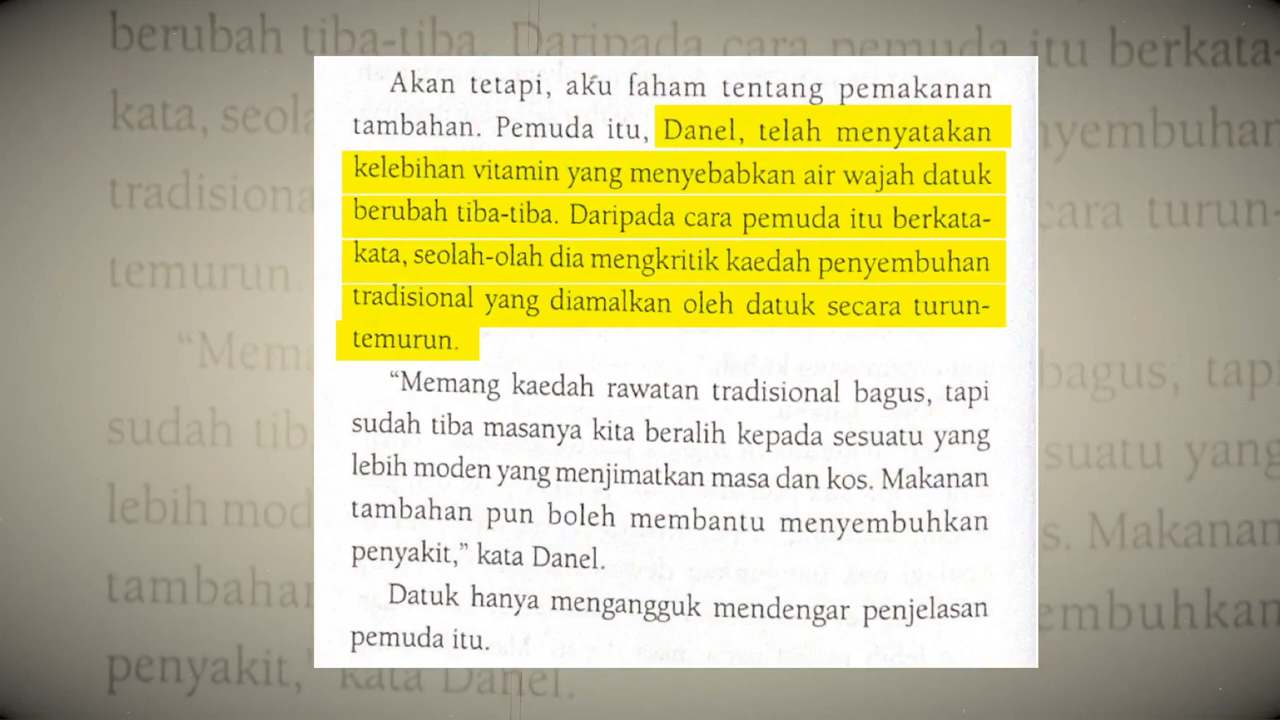 Akan tetapi, aku faham tentang pemakanan
tambahan. Pemuda itu, Danel, telah menyatakan
kelebihan vitamin yang menyebabkan air wajah datuk
berubah tiba-tiba. Daripada cara pemuda itu berkata-
kata, seolah-olah dia mengkritik kaedah penyembuhan
tradisional yang diamalkan oleh datuk secara turun-
temurun.
“Memang kaedah rawatan tradisional bagus, tapi
sudah tiba masanya kita beralih kepada sesuatu yang
lebih moden yang menjimatkan masa dan kos. Makanan
tambahan pun boleh membantu menyembuhkan
penyakit,” kata Danel.
Datuk hanya mengangguk mendengar penjelasan
pemuda itu.